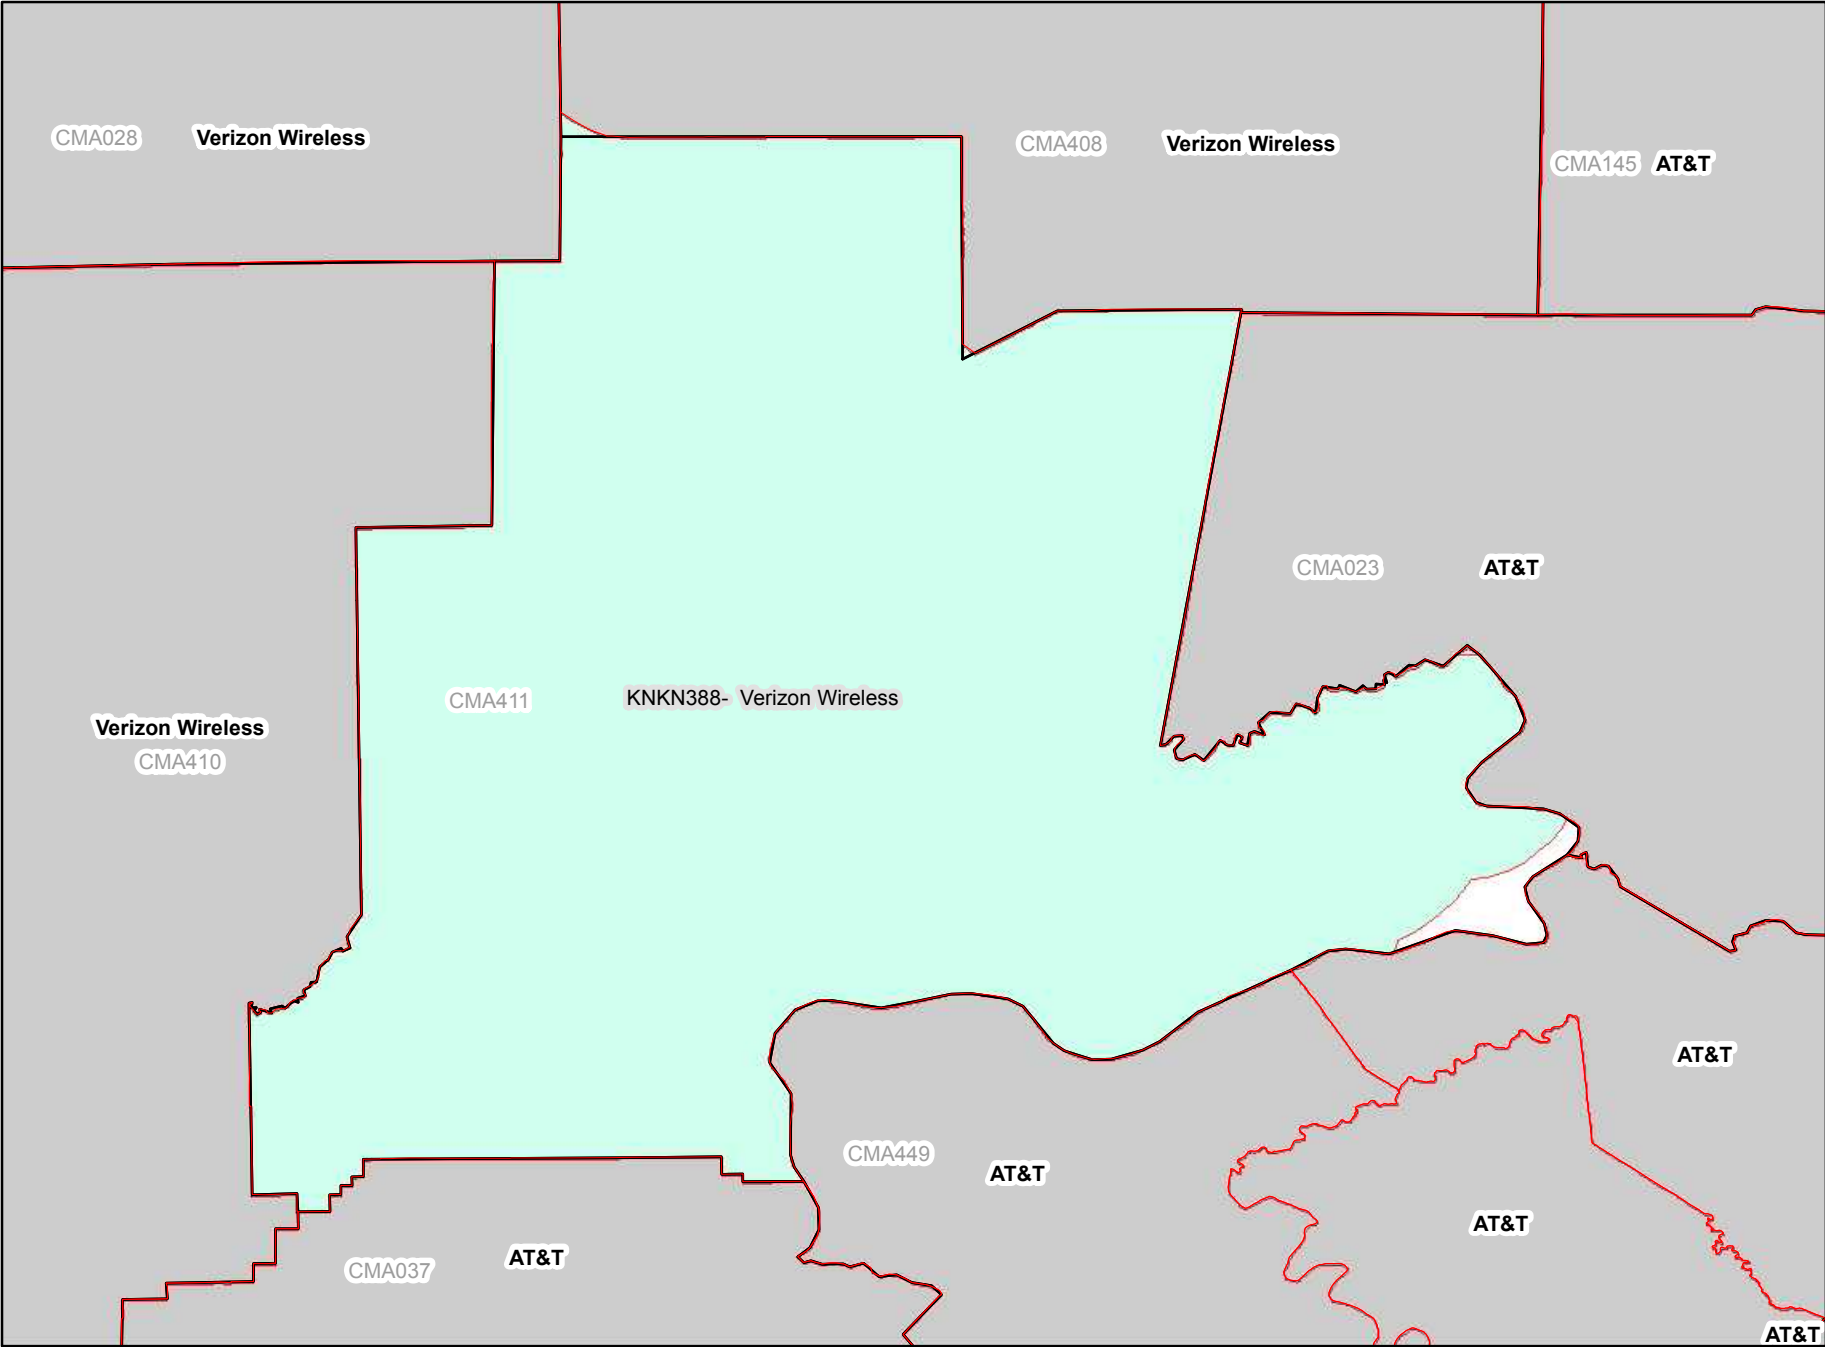 CMA028 Verizon Wireless
CMA408 Verizon Wireless
CMA145 AT&T
CMA023 AT&T
CMA411 KNKN388- Verizon Wireless
Verizon Wireless
CMA410
AT&T
CMA449
AT&T
AT&T
CMA037 AT&T
AT&T